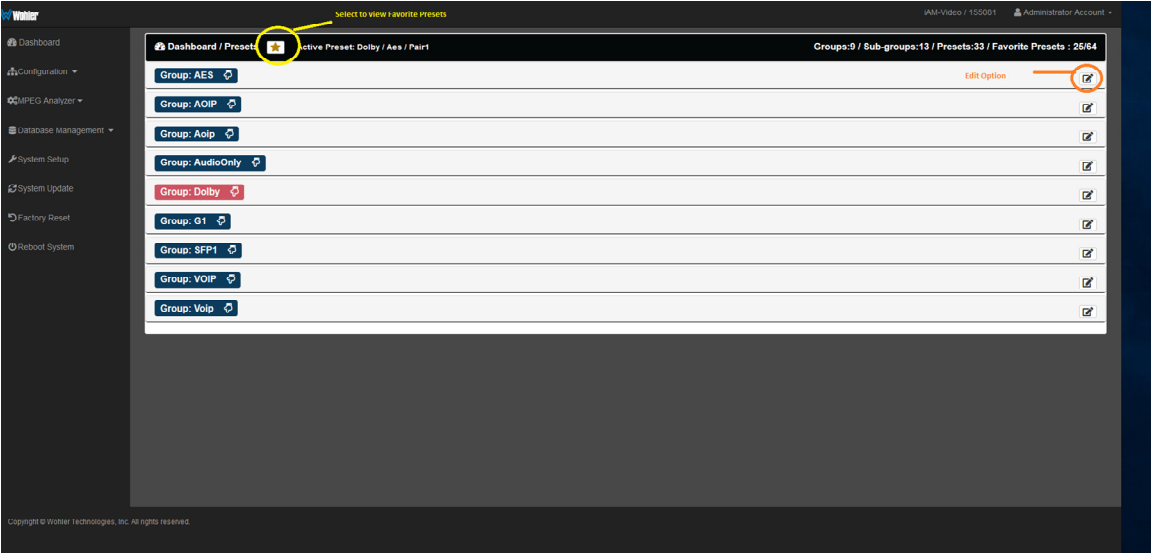 Wohler
Select to view Favorite Presets
iAM-Video / 155001
Administrator Account
Dashboard
Configuration
MPEG Analyzer
Database Management
System Setup
System Update
Factory Reset
Reboot System
Dashboard / Presets
Active Preset: Dolby / Aes / Pair1
Groups:9 / Sub-groups:13 / Presets:33 / Favorite Presets : 25/64
Group: AES
Edit Option
Group: AOIP
Group: Aoip
Group: AudioOnly
Group: Dolby
Group: G1
Group: SFP1
Group: VOIP
Group: Voip
Copyright © Wohler Technologies, Inc. All rights reserved.